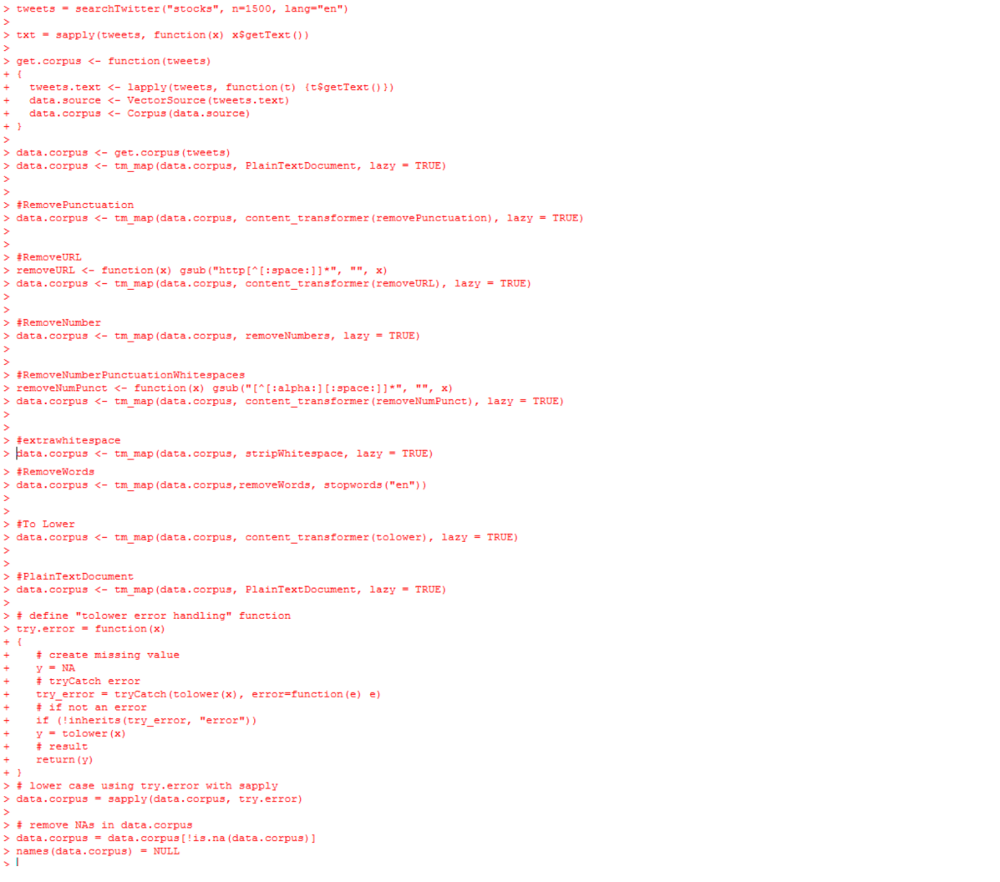 > tweets = searchTwitter("stocks", n=1500, lang="en")
>
> txt = sapply(tweets, function(x) x$getText())
>
> get.corpus <- function(tweets)
+ {
+   tweets.text <- lapply(tweets, function(t) {t$getText()})
+   data.source <- VectorSource(tweets.text)
+   data.corpus <- Corpus(data.source)
+ }
>
> data.corpus <- get.corpus(tweets)
> data.corpus <- tm_map(data.corpus, PlainTextDocument, lazy = TRUE)
>
>
> #RemovePunctuation
> data.corpus <- tm_map(data.corpus, content_transformer(removePunctuation), lazy = TRUE)
>
>
> #RemoveURL
> removeURL <- function(x) gsub("http[^[:space:]]*", "", x)
> data.corpus <- tm_map(data.corpus, content_transformer(removeURL), lazy = TRUE)
>
>
> #RemoveNumber
> data.corpus <- tm_map(data.corpus, removeNumbers, lazy = TRUE)
>
>
> #RemoveNumberPunctuationWhitespaces
> removeNumPunct <- function(x) gsub("[^[:alpha:][:space:]]*", "", x)
> data.corpus <- tm_map(data.corpus, content_transformer(removeNumPunct), lazy = TRUE)
>
>
> #extrawhitespace
> data.corpus <- tm_map(data.corpus, stripWhitespace, lazy = TRUE)
> #RemoveWords
> data.corpus <- tm_map(data.corpus,removeWords, stopwords("en"))
>
>
> #To Lower
> data.corpus <- tm_map(data.corpus, content_transformer(tolower), lazy = TRUE)
>
>
> #PlainTextDocument
> data.corpus <- tm_map(data.corpus, PlainTextDocument, lazy = TRUE)
>
> # define "tolower error handling" function
> try.error = function(x)
+ {
+    # create missing value
+    y = NA
+    # tryCatch error
+    try_error = tryCatch(tolower(x), error=function(e) e)
+    # if not an error
+    if (!inherits(try_error, "error"))
+    y = tolower(x)
+    # result
+    return(y)
+ }
> # lower case using try.error with sapply
> data.corpus = sapply(data.corpus, try.error)
>
> # remove NAs in data.corpus
> data.corpus = data.corpus[!is.na(data.corpus)]
> names(data.corpus) = NULL
>